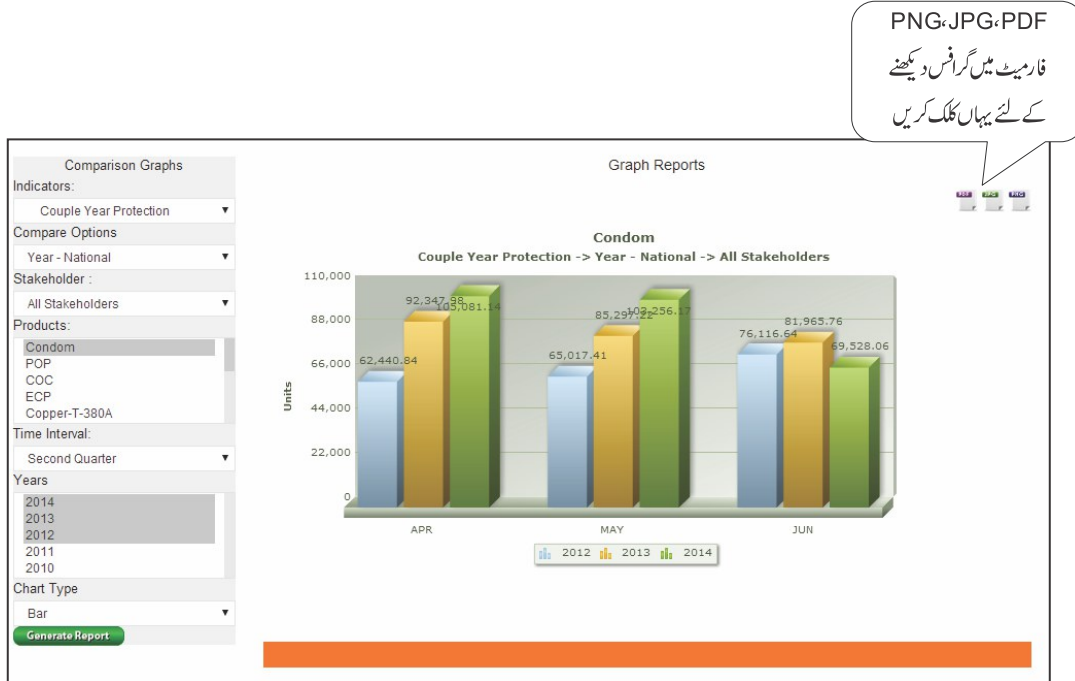 PNG،JPG،PDF
فارمیٹ میں گرافس دیکھنے
کے لئے یہاں کلک کریں
Comparison Graphs
Indicators:
Couple Year Protection
Compare Options
Year - National
Stakeholder :
All Stakeholders
Products:
Condom
POP
COC
ECP
Copper-T-380A
Time Interval:
Second Quarter
Years
2014
2013
2012
2011
2010
Chart Type
Bar
Generate Report
Graph Reports
PDF JPG PNG
Condom
Couple Year Protection -> Year - National -> All Stakeholders
Units
110,000
88,000
66,000
44,000
22,000
0
62,440.84
92,347.98
105,081.14
65,017.41
85,297.22
103,256.17
76,116.64
81,965.76
69,528.06
APR MAY JUN
2012 2013 2014